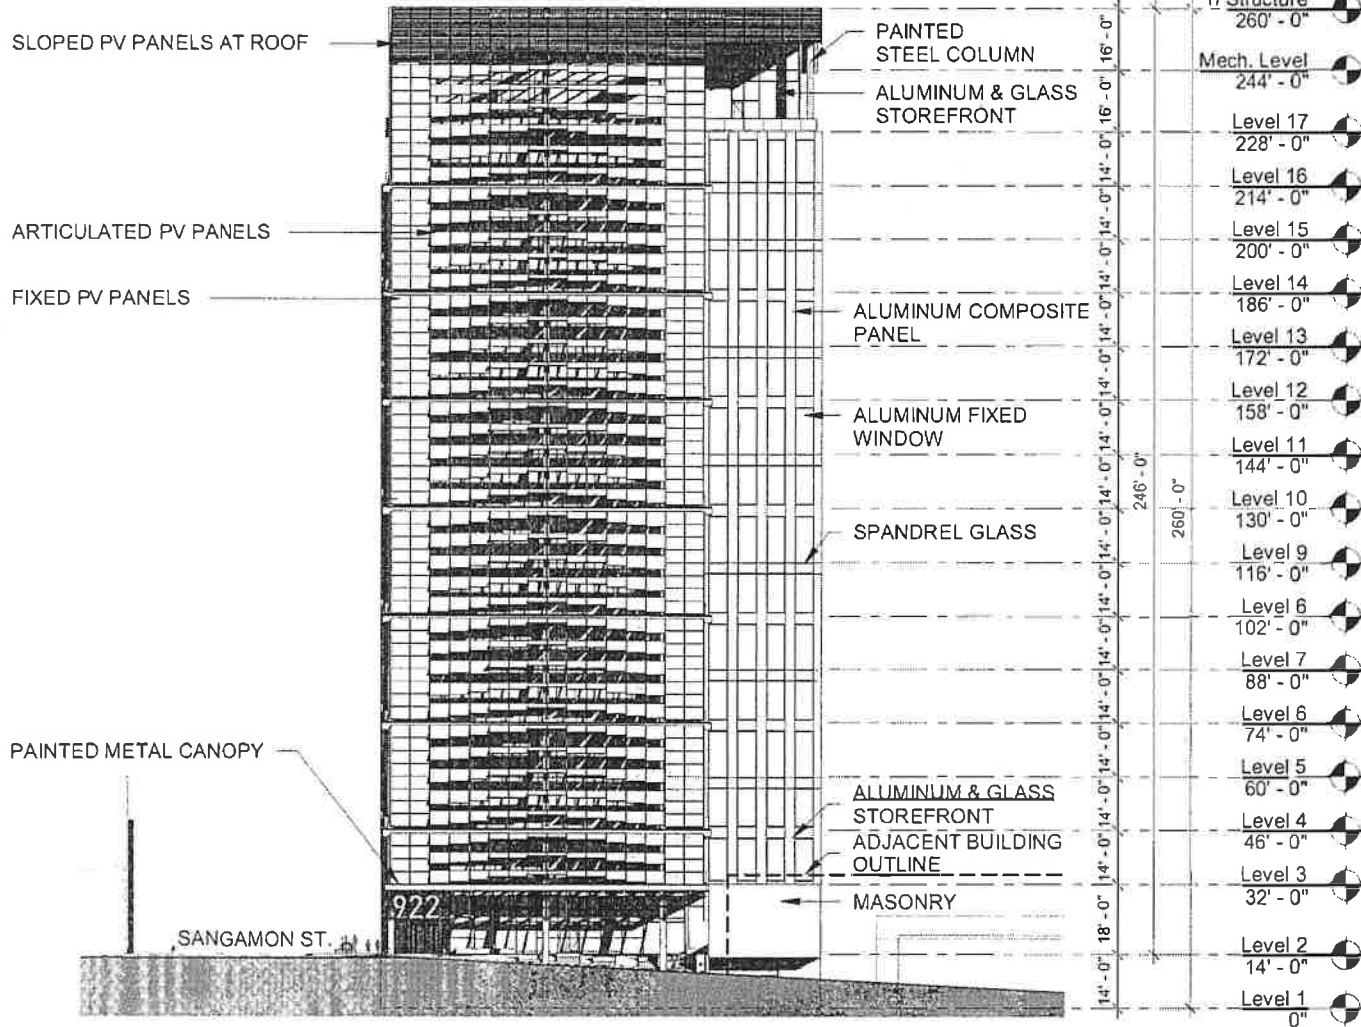 SLOPED PV PANELS AT ROOF
ARTICULATED PV PANELS
FIXED PV PANELS
PAINTED METAL CANOPY
922
SANGAMON ST.
PAINTED
STEEL COLUMN
ALUMINUM & GLASS
STOREFRONT
ALUMINUM COMPOSITE
PANEL
ALUMINUM FIXED
WINDOW
SPANDREL GLASS
ALUMINUM & GLASS
STOREFRONT
ADJACENT BUILDING
OUTLINE
MASONRY
16' - 0"
16' - 0"
14' - 0"
14' - 0"
14' - 0"
14' - 0"
14' - 0"
14' - 0"
14' - 0"
14' - 0"
14' - 0"
14' - 0"
14' - 0"
14' - 0"
14' - 0"
14' - 0"
18' - 0"
14' - 0"
246' - 0"
260' - 0"
Structure
260' - 0"
Mech. Level
244' - 0"
Level 17
228' - 0"
Level 16
214' - 0"
Level 15
200' - 0"
Level 14
186' - 0"
Level 13
172' - 0"
Level 12
158' - 0"
Level 11
144' - 0"
Level 10
130' - 0"
Level 9
116' - 0"
Level 6
102' - 0"
Level 7
88' - 0"
Level 6
74' - 0"
Level 5
60' - 0"
Level 4
46' - 0"
Level 3
32' - 0"
Level 2
14' - 0"
Level 1
0"